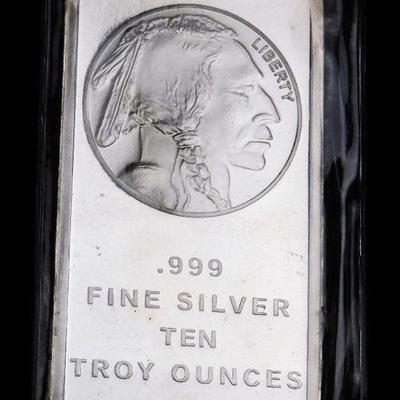 LIBERTY
.999
FINE SILVER
TEN
TROY OUNCES